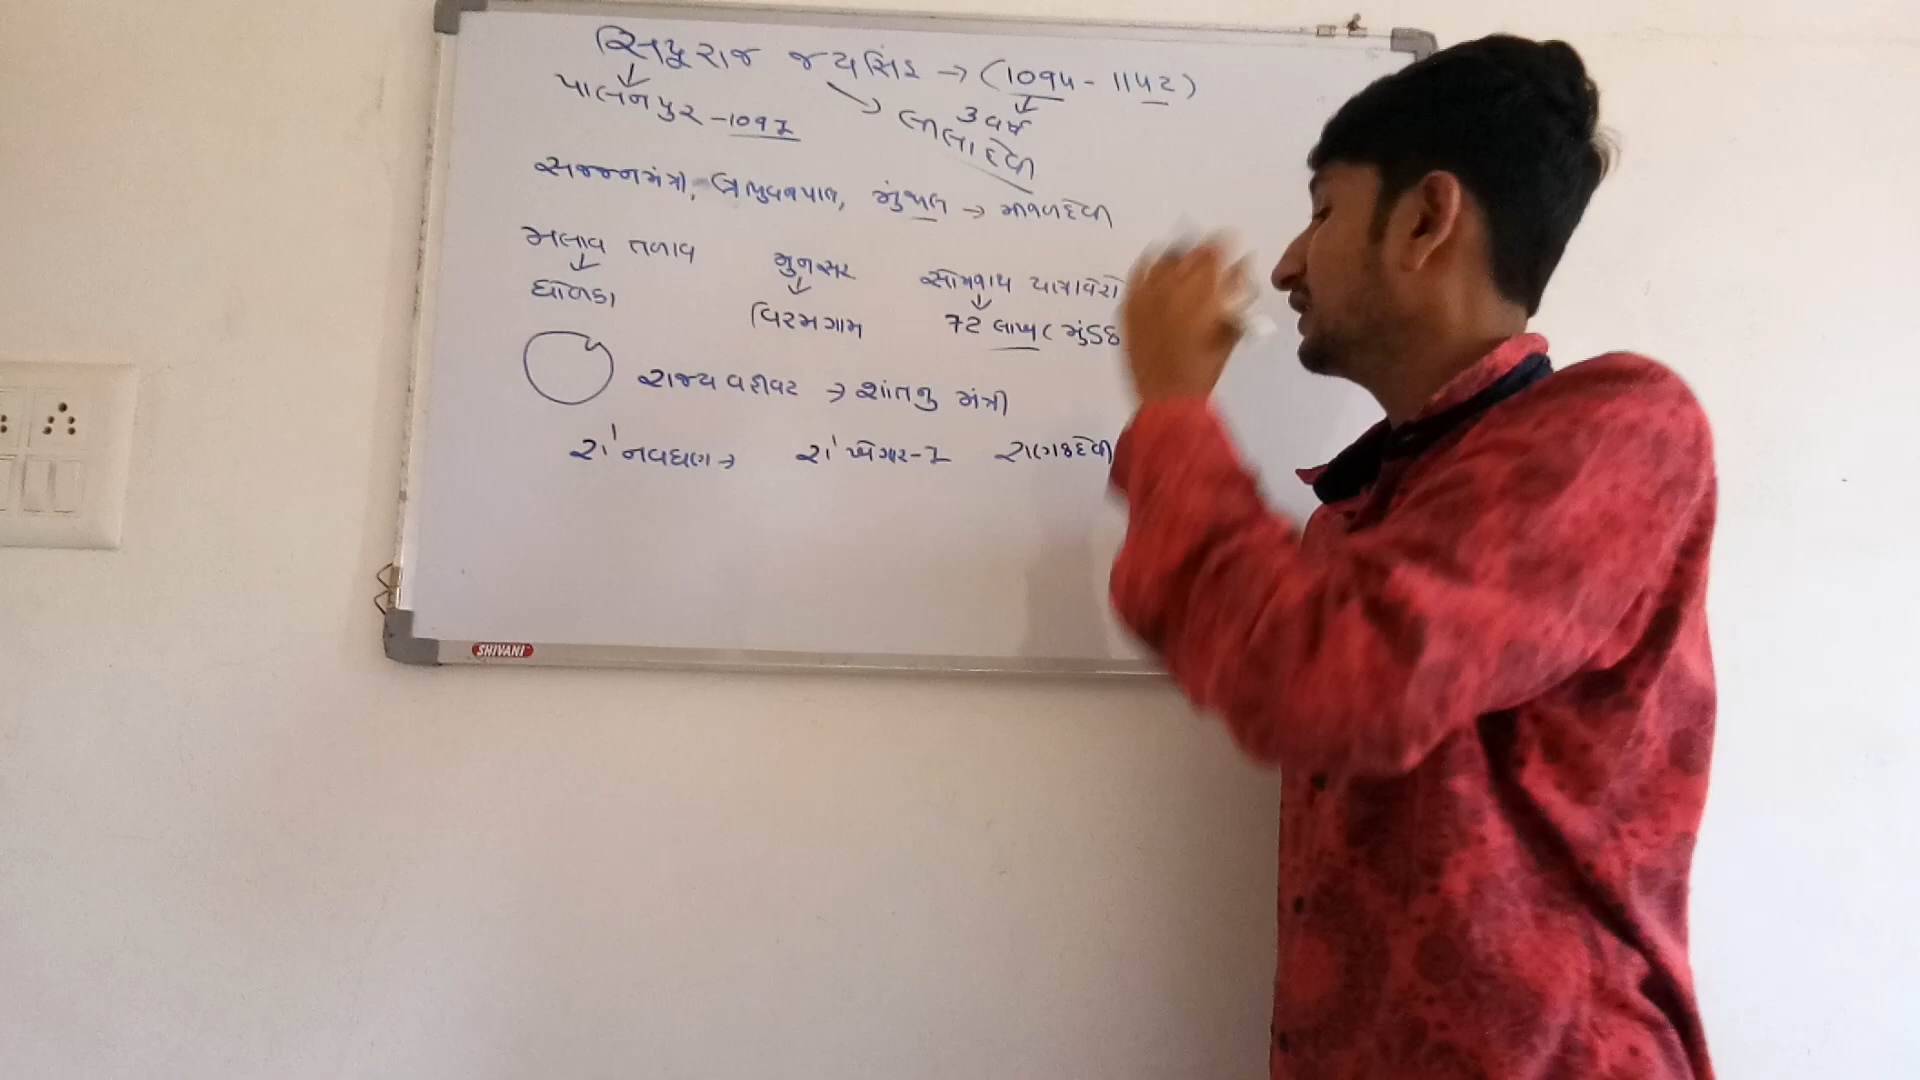 સિધ્ધરાજ જયસિંહ → (1094 - 1142)
પાલનપુર - 1097
3 વર્ષ
લીલાદેવી
સજ્જનમંત્રી, ત્રિભુવનપાલ, મુંજાલ → મીનળદેવી
મલાવ તળાવ
ધોળકા
મુનસર
વિરમગામ
સોમનાથ યાત્રાવેરો
72 લાખ (મુંડક
રાજ્ય વહીવટ → શાંતનુ મંત્રી
રા' નવઘણ → રા' ખેંગાર-2 રાણકદેવી
SHIVANI